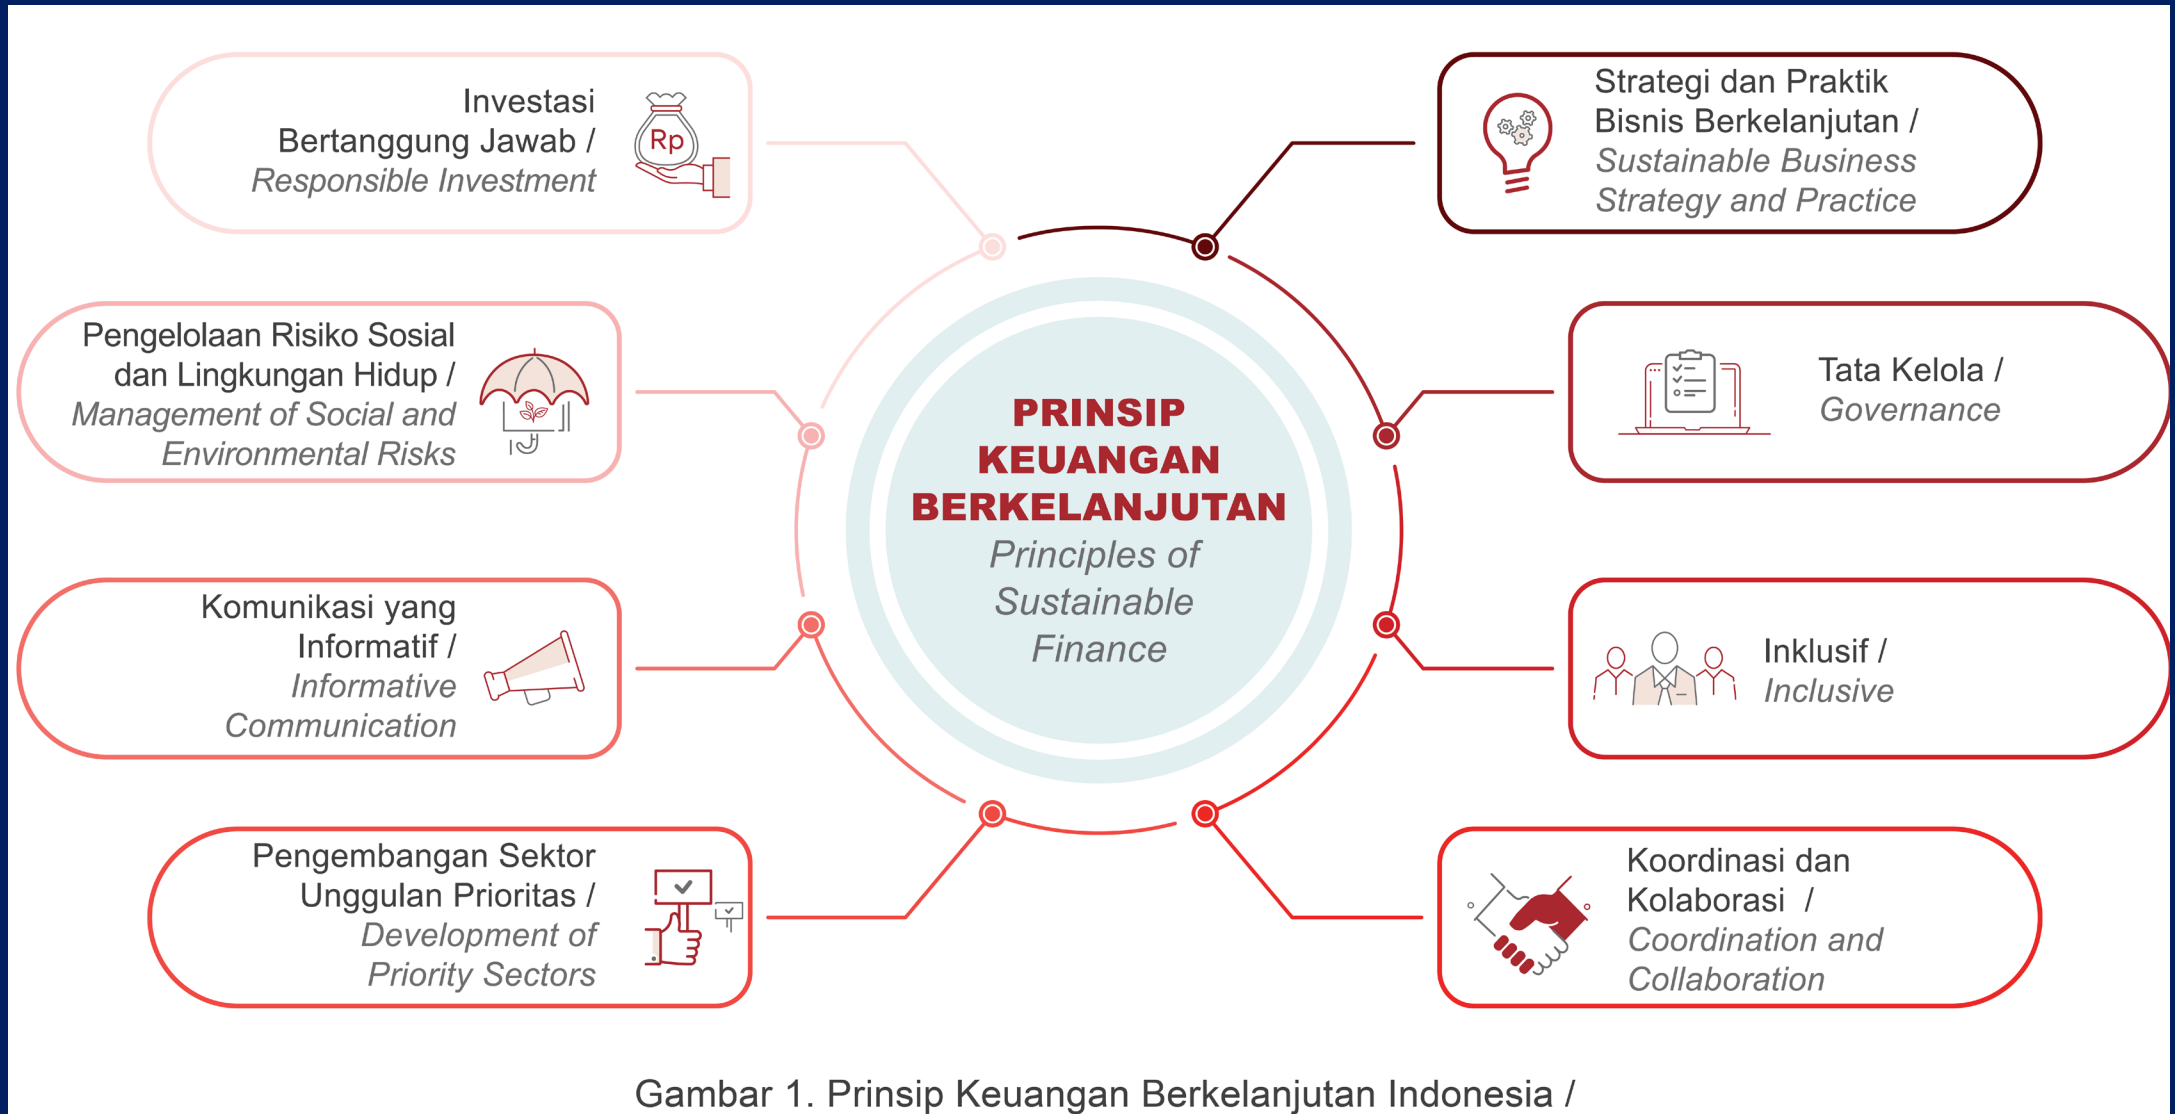 Investasi
Bertanggung Jawab /
Responsible Investment
Rp
Pengelolaan Risiko Sosial
dan Lingkungan Hidup /
Management of Social and
Environmental Risks
Komunikasi yang
Informatif /
Informative
Communication
Pengembangan Sektor
Unggulan Prioritas /
Development of
Priority Sectors
PRINSIP
KEUANGAN
BERKELANJUTAN
Principles of
Sustainable
Finance
Strategi dan Praktik
Bisnis Berkelanjutan /
Sustainable Business
Strategy and Practice
Tata Kelola /
Governance
Inklusif /
Inclusive
Koordinasi dan
Kolaborasi /
Coordination and
Collaboration
Gambar 1. Prinsip Keuangan Berkelanjutan Indonesia /